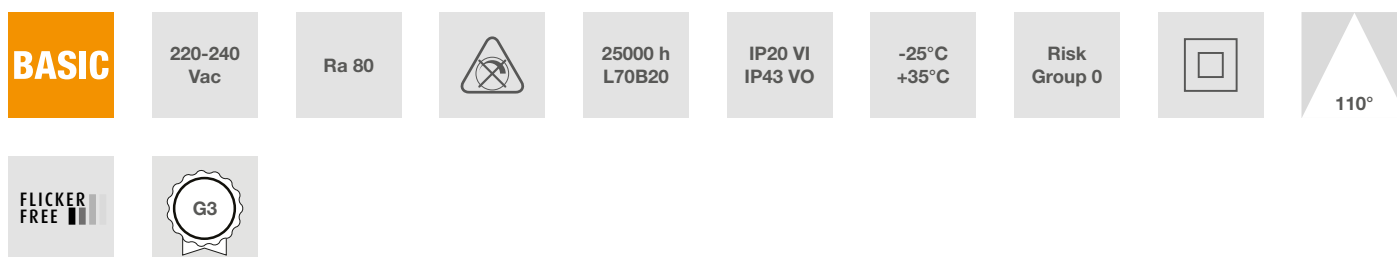 BASIC
220-240
Vac
Ra 80
25000 h
L70B20
IP20 VI
IP43 VO
-25°C
+35°C
Risk
Group 0
110°
FLICKER
FREE
G3